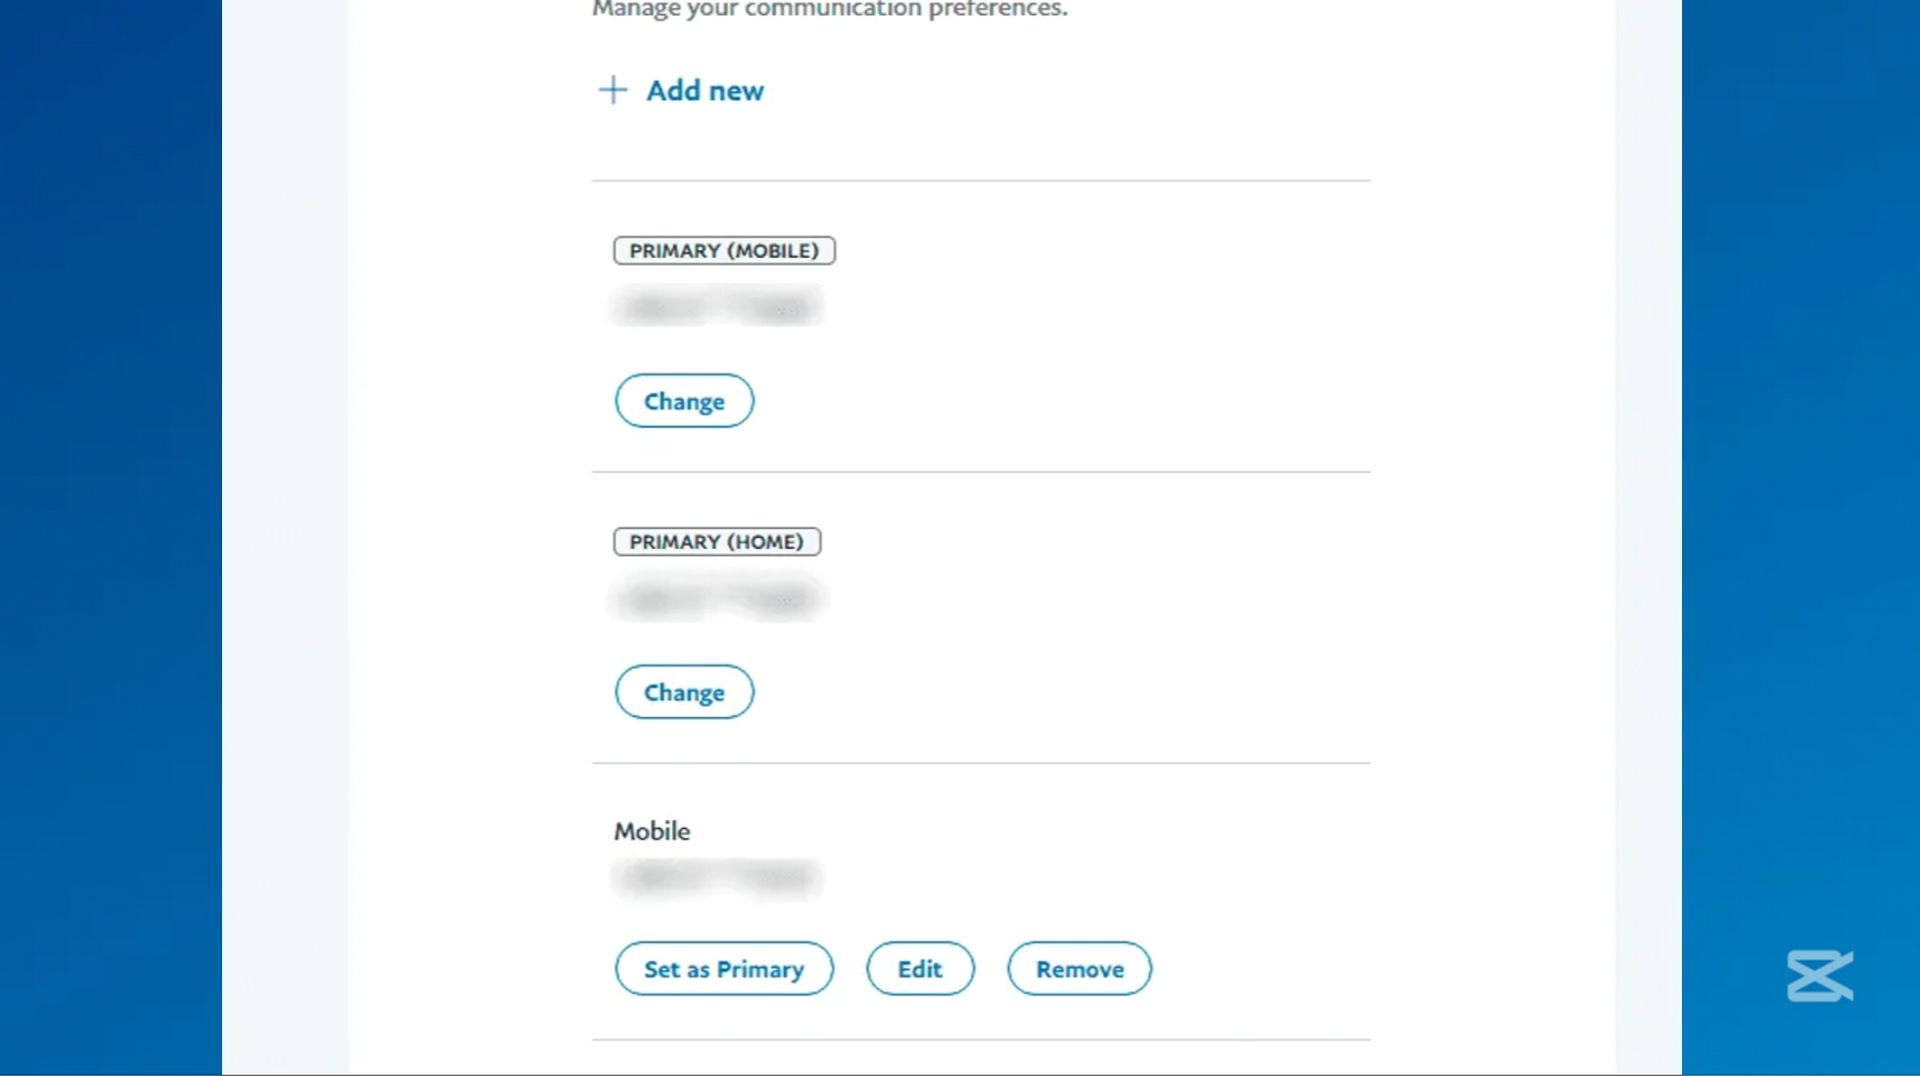 Manage your communication preferences.
Add new
PRIMARY (MOBILE)
Change
PRIMARY (HOME)
Change
Mobile
Set as Primary Edit Remove